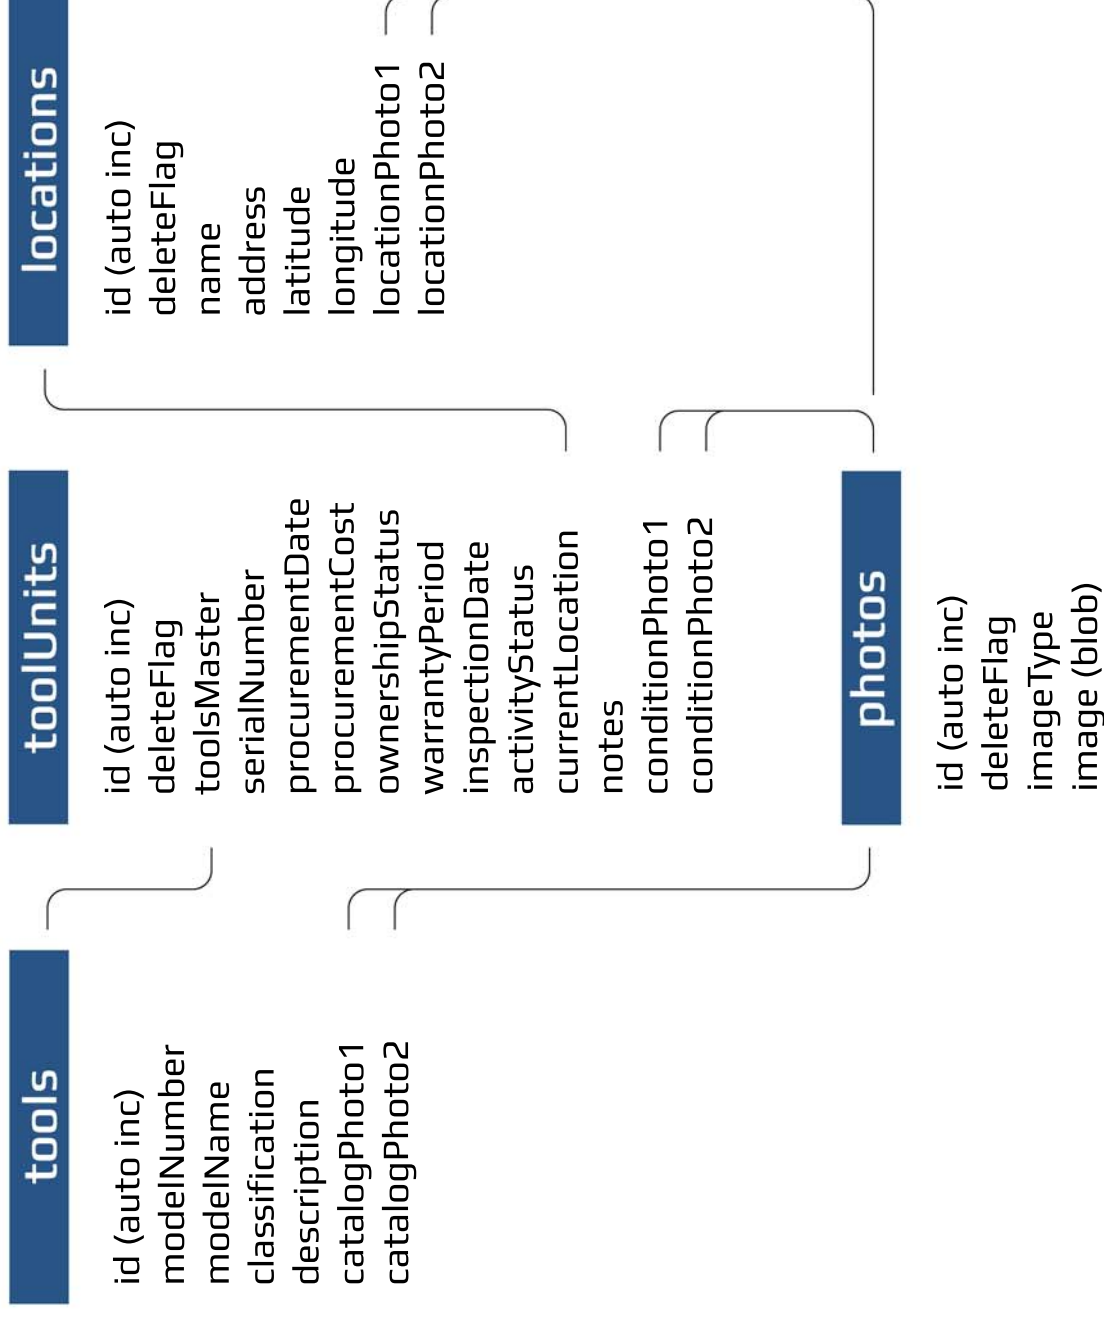 tools
id (auto inc)
modelNumber
modelName
classification
description
catalogPhoto1
catalogPhoto2
toolUnits
id (auto inc)
deleteFlag
toolsMaster
serialNumber
procurementDate
procurementCost
ownershipStatus
warrantyPeriod
inspectionDate
activityStatus
currentLocation
notes
conditionPhoto1
conditionPhoto2
locations
id (auto inc)
deleteFlag
name
address
latitude
longitude
locationPhoto1
locationPhoto2
photos
id (auto inc)
deleteFlag
imageType
image (blob)